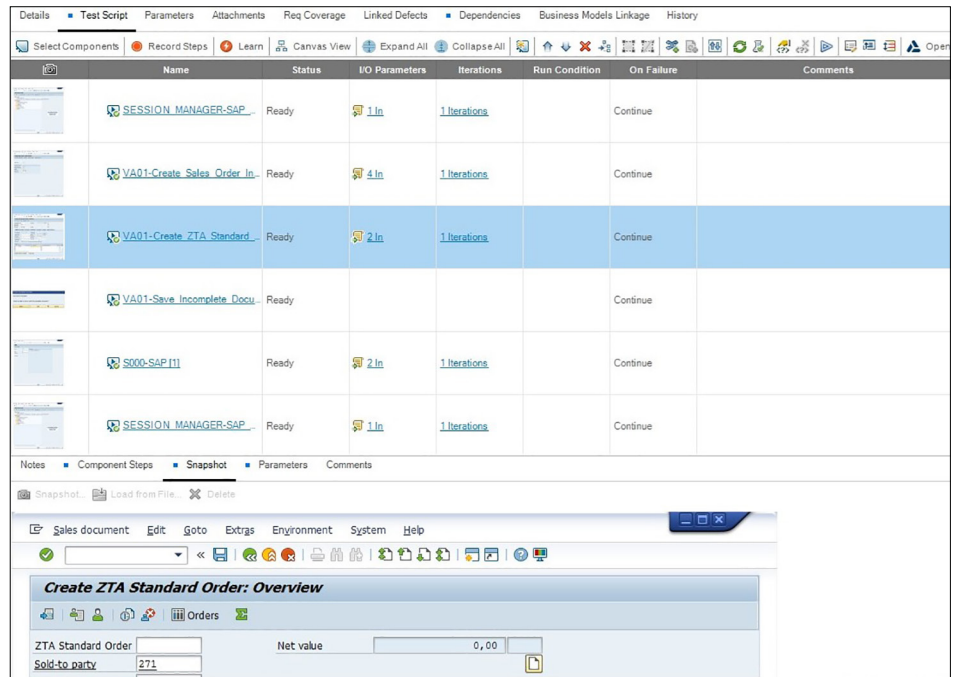 Details Test Script Parameters Attachments Req Coverage Linked Defects Dependencies Business Models Linkage History
Select Components Record Steps Learn Canvas View Expand All Collapse All Open
Name Status I/O Parameters Iterations Run Condition On Failure Comments
SESSION_MANAGER-SAP_... Ready 1 In 1 Iterations Continue
VA01-Create_Sales_Order_In... Ready 4 In 1 Iterations Continue
VA01-Create_ZTA_Standard_... Ready 2 In 1 Iterations Continue
VA01-Save_Incomplete_Docu... Ready Continue
S000-SAP [1] Ready 2 In 1 Iterations Continue
SESSION_MANAGER-SAP_... Ready 1 In 1 Iterations Continue
Notes Component Steps Snapshot Parameters Comments
Snapshot... Load from File... Delete
Sales document Edit Goto Extras Environment System Help
Create ZTA Standard Order: Overview
Orders
ZTA Standard Order Net value 0,00
Sold-to party 271